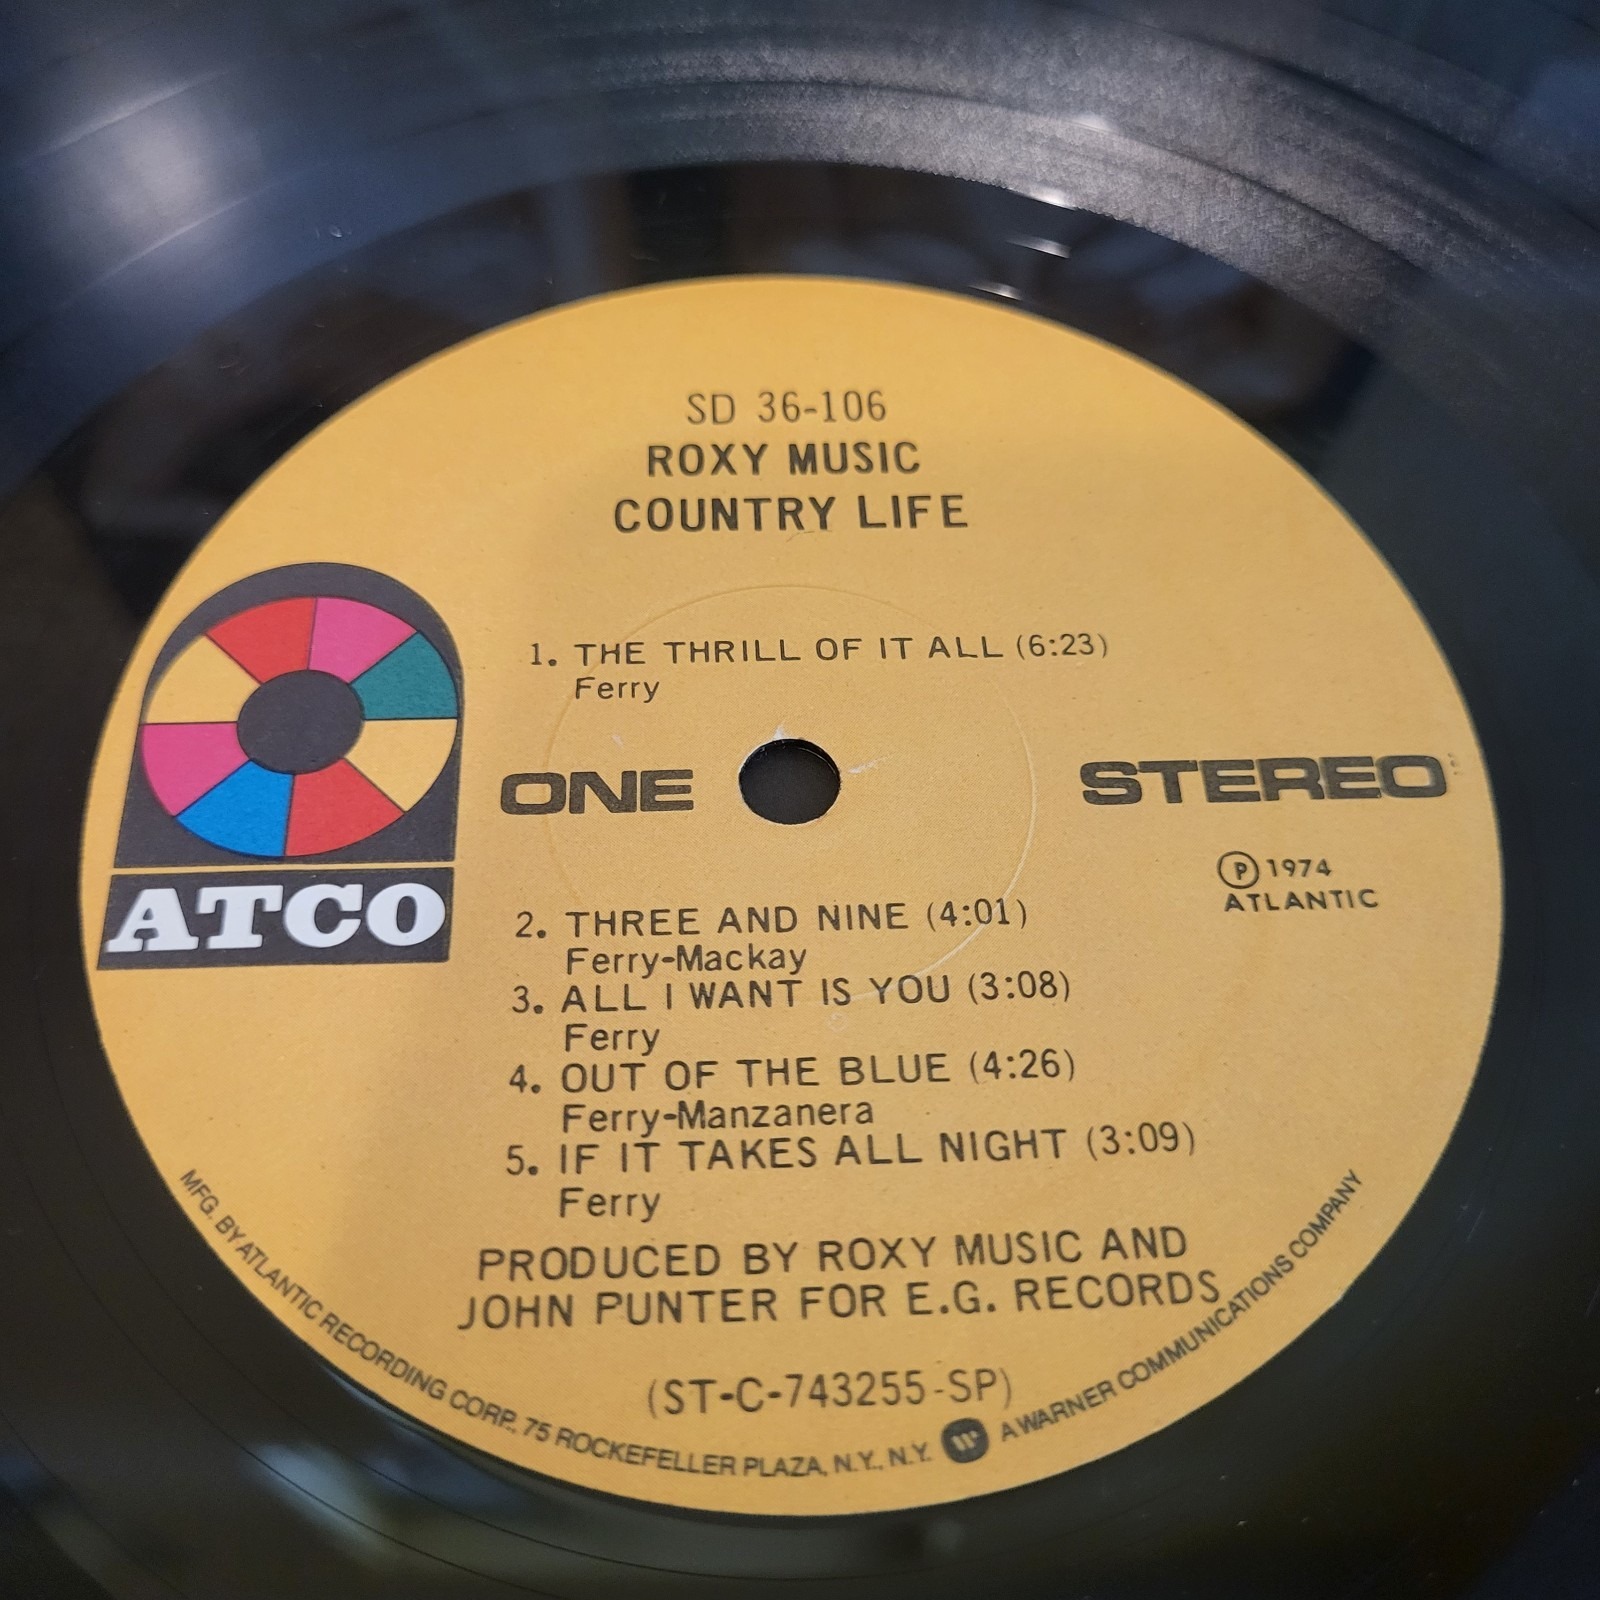 SD 36-106
ROXY MUSIC
COUNTRY LIFE
1. THE THRILL OF IT ALL (6:23)
Ferry
ONE
STEREO
Ⓟ 1974
ATLANTIC
ATCO
2. THREE AND NINE (4:01)
Ferry-Mackay
3. ALL I WANT IS YOU (3:08)
Ferry
4. OUT OF THE BLUE (4:26)
Ferry-Manzanera
5. IF IT TAKES ALL NIGHT (3:09)
Ferry
PRODUCED BY ROXY MUSIC AND
JOHN PUNTER FOR E.G. RECORDS
(ST-C-743255-SP)
MFG. BY ATLANTIC RECORDING CORP., 75 ROCKEFELLER PLAZA, N.Y., N.Y. W A WARNER COMMUNICATIONS COMPANY